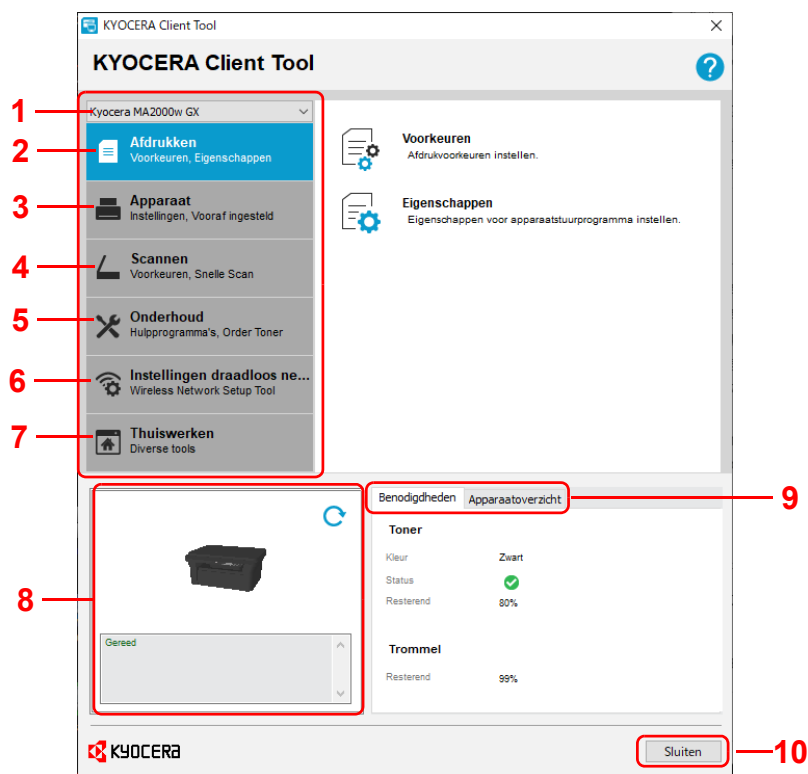 KYOCERA Client Tool
KYOCERA Client Tool
?
1
Kyocera MA2000w GX
2
Afdrukken
Voorkeuren, Eigenschappen
3
Apparaat
Instellingen, Vooraf ingesteld
4
Scannen
Voorkeuren, Snelle Scan
5
Onderhoud
Hulpprogramma's, Order Toner
6
Instellingen draadloos ne...
Wireless Network Setup Tool
7
Thuiswerken
Diverse tools
Voorkeuren
Afdrukvoorkeuren instellen.
Eigenschappen
Eigenschappen voor apparaatstuurprogramma instellen.
8
Gereed
Benodigdheden Apparaatoverzicht
9
Toner
Kleur Zwart
Status
Resterend 80%
Trommel
Resterend 99%
KYOCERA
Sluiten
10